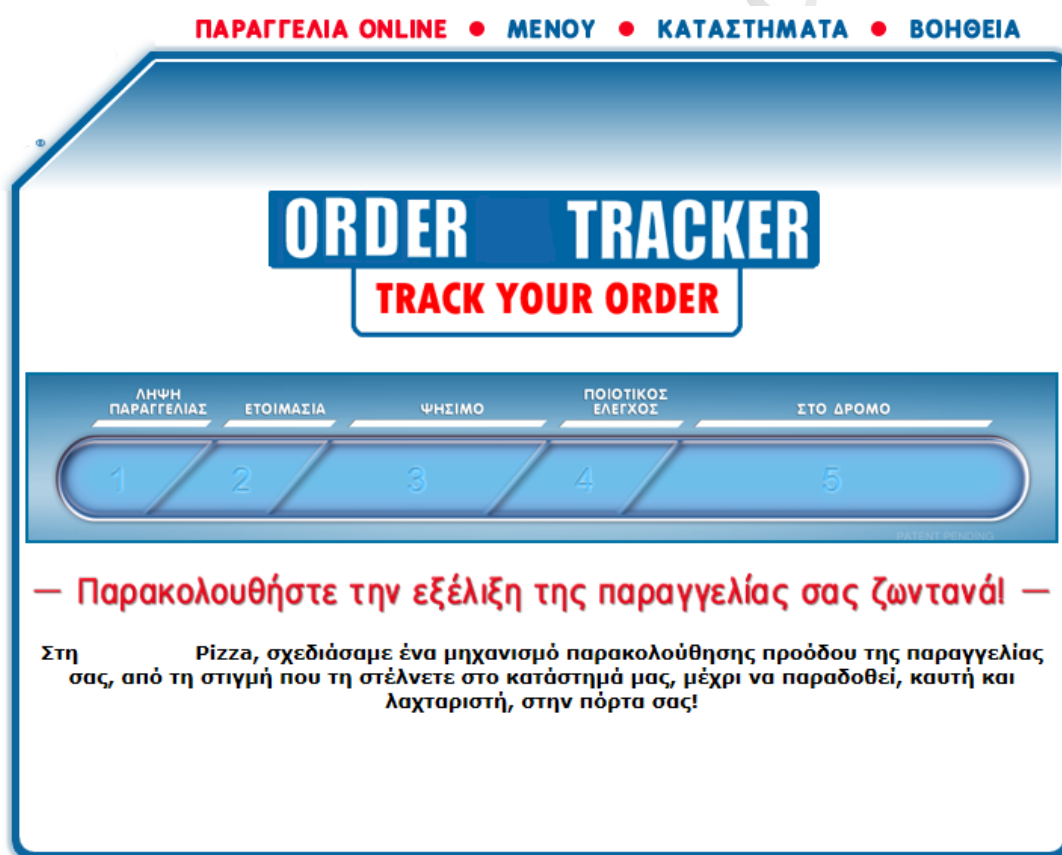 ΠΑΡΑΓΓΕΛΙΑ ONLINE • ΜΕΝΟΥ • ΚΑΤΑΣΤΗΜΑΤΑ • ΒΟΗΘΕΙΑ
®
ORDER TRACKER
TRACK YOUR ORDER
ΛΗΨΗ
ΠΑΡΑΓΓΕΛΙΑΣ
ΕΤΟΙΜΑΣΙΑ
ΨΗΣΙΜΟ
ΠΟΙΟΤΙΚΟΣ
ΕΛΕΓΧΟΣ
ΣΤΟ ΔΡΟΜΟ
1 2 3 4 5
PATENT PENDING
— Παρακολουθήστε την εξέλιξη της παραγγελίας σας ζωντανά! —
Στη Pizza, σχεδιάσαμε ένα μηχανισμό παρακολούθησης προόδου της παραγγελίας
σας, από τη στιγμή που τη στέλνετε στο κατάστημά μας, μέχρι να παραδοθεί, καυτή και
λαχταριστή, στην πόρτα σας!